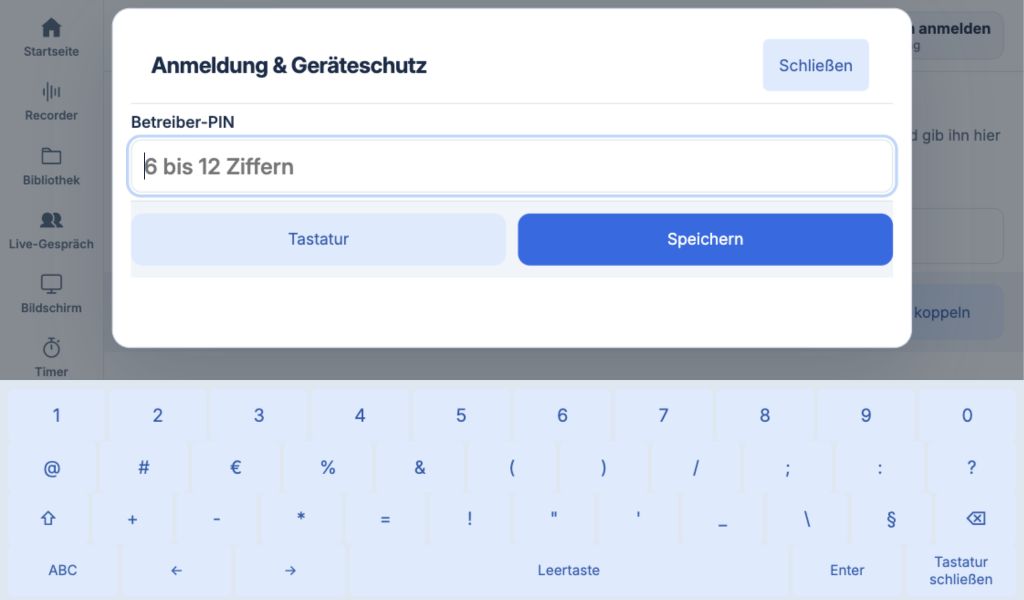 Startseite
Recorder
Bibliothek
Live-Gespräch
Bildschirm
Timer
anmelden
Anmeldung & Geräteschutz
Schließen
Betreiber-PIN
6 bis 12 Ziffern
Tastatur
Speichern
gib ihn hier
koppeln
1 2 3 4 5 6 7 8 9 0
@ # € % & ( ) / ; : ?
⇧ + - * = ! " ' _ \ § ⌫
ABC ← → Leertaste Enter Tastatur
schließen